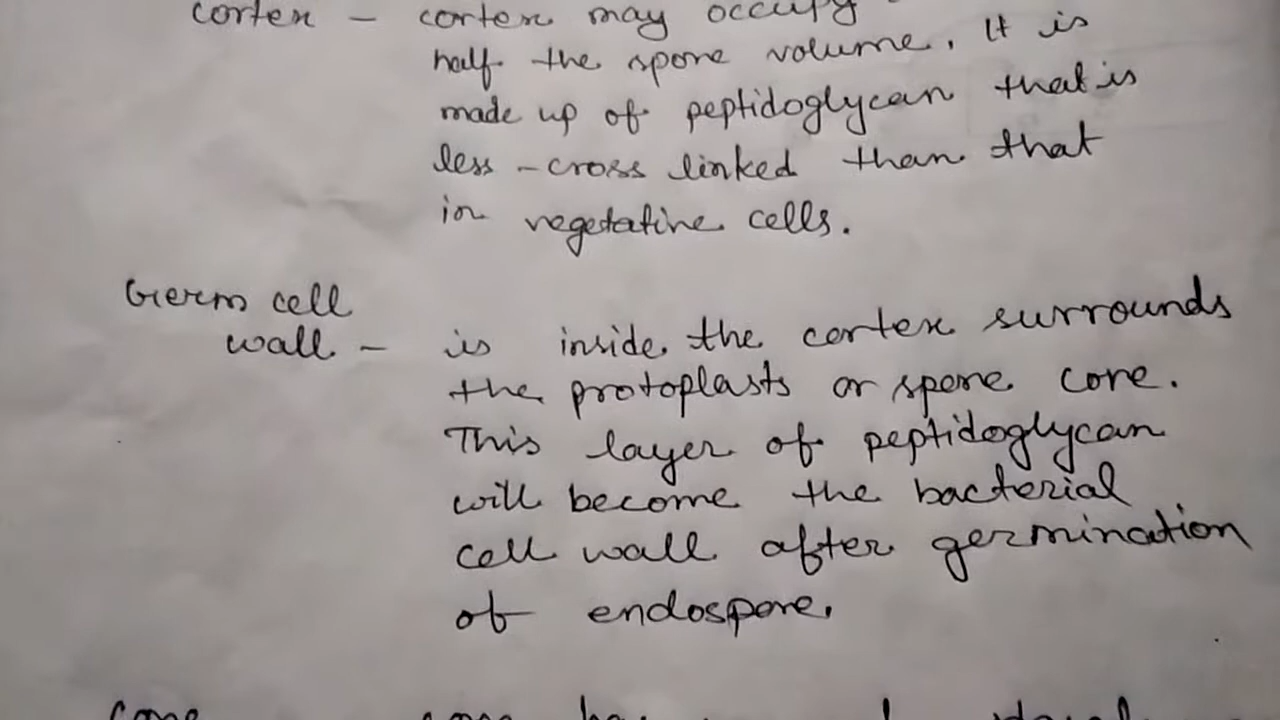 cortex - cortex may occupy
half the spore volume. It is
made up of peptidoglycan that is
less -cross linked than that
in vegetative cells.
Germ cell
wall - is inside the cortex surrounds
the protoplasts or spore core.
This layer of peptidoglycan
will become the bacterial
cell wall after germination
of endospore.